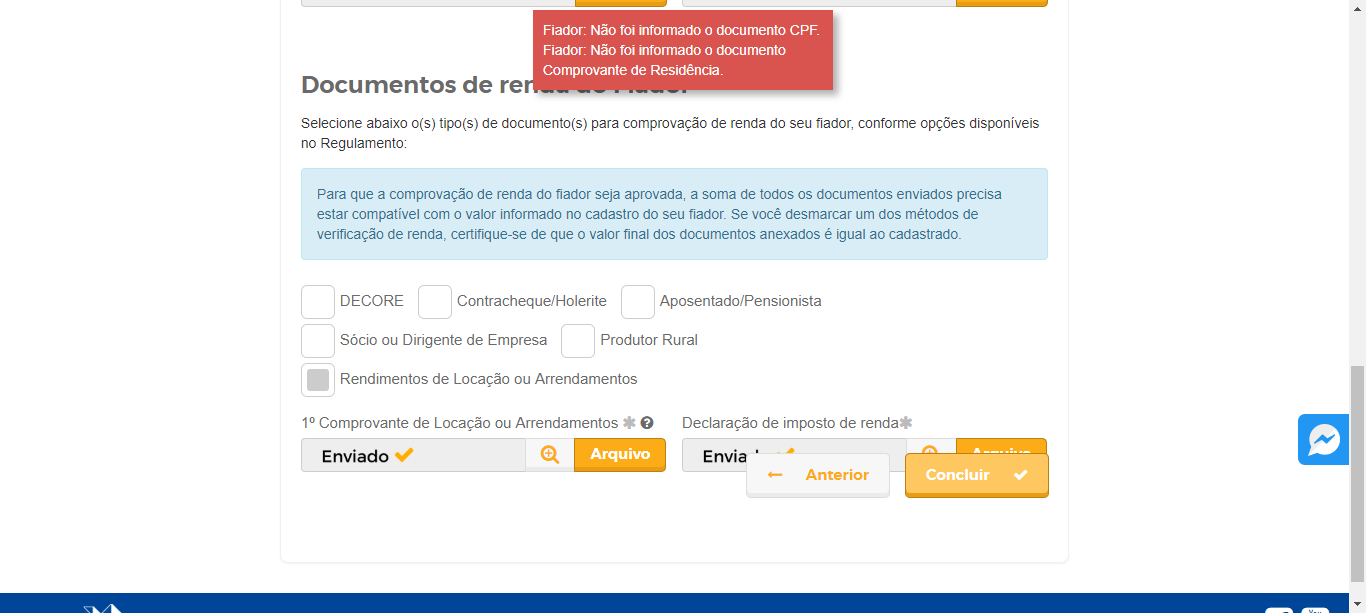 Fiador: Não foi informado o documento CPF.
Fiador: Não foi informado o documento
Comprovante de Residência.
Documentos de renda do Fiador
Selecione abaixo o(s) tipo(s) de documento(s) para comprovação de renda do seu fiador, conforme opções disponíveis
no Regulamento:
Para que a comprovação de renda do fiador seja aprovada, a soma de todos os documentos enviados precisa
estar compatível com o valor informado no cadastro do seu fiador. Se você desmarcar um dos métodos de
verificação de renda, certifique-se de que o valor final dos documentos anexados é igual ao cadastrado.
DECORE Contracheque/Holerite Aposentado/Pensionista
Sócio ou Dirigente de Empresa Produtor Rural
Rendimentos de Locação ou Arrendamentos
1º Comprovante de Locação ou Arrendamentos * ? Declaração de imposto de renda*
Enviado Arquivo Enviado Arquivo
Anterior Concluir
You